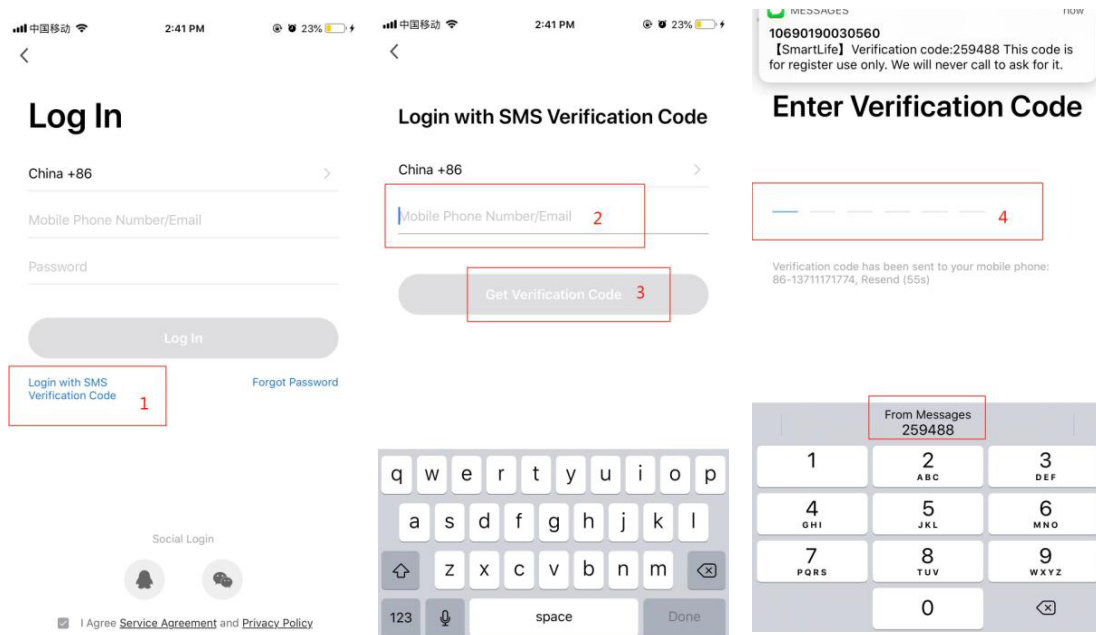 中国移动 2:41 PM 23%
Log In
China +86
Mobile Phone Number/Email
Password
Log In
Login with SMS
Verification Code
1
Forgot Password
Social Login
I Agree Service Agreement and Privacy Policy
中国移动 2:41 PM 23%
Login with SMS Verification Code
China +86
Mobile Phone Number/Email 2
Get Verification Code 3
q w e r t y u i o p
a s d f g h j k l
z x c v b n m
123 space Done
MESSAGES now
10690190030560
【SmartLife】Verification code:259488 This code is
for register use only. We will never call to ask for it.
Enter Verification Code
4
Verification code has been sent to your mobile phone:
86-13711171774, Resend (55s)
From Messages
259488
1 2 3
ABC DEF
4 5 6
GHI JKL MNO
7 8 9
PQRS TUV WXYZ
0